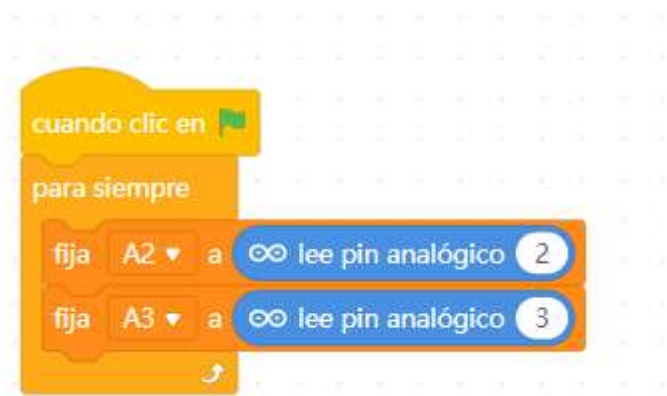 cuando clic en
para siempre
fija A2 a lee pin analógico 2
fija A3 a lee pin analógico 3